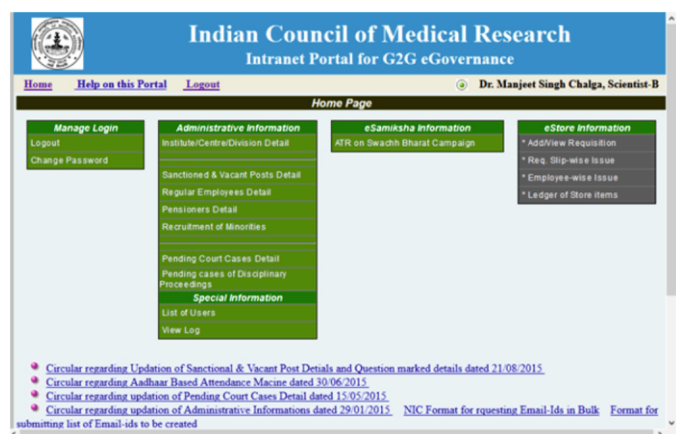 Indian Council of Medical Research
Intranet Portal for G2G eGovernance
Home Help on this Portal Logout Dr. Manjeet Singh Chalga, Scientist-B
Home Page
Manage Login
Logout
Change Password
Administrative Information
Institute/Centre/Division Detail
Sanctioned & Vacant Posts Detail
Regular Employees Detail
Pensioners Detail
Recruitment of Minorities
Pending Court Cases Detail
Pending cases of Disciplinary
Proceedings
Special Information
List of Users
View Log
eSamiksha Information
ATR on Swachh Bharat Campaign
eStore Information
* Add/View Requisition
* Req. Slip-wise Issue
* Employee-wise Issue
* Ledger of Store items
Circular regarding Updation of Sanctional & Vacant Post Detials and Question marked details dated 21/08/2015
Circular regarding Aadhaar Based Attendance Macine dated 30/06/2015
Circular regarding updation of Pending Court Cases Detail dated 15/05/2015
Circular regarding updation of Administrative Informations dated 29/01/2015 NIC Format for rquesting Email-Ids in Bulk Format for
submitting list of Email-ids to be created